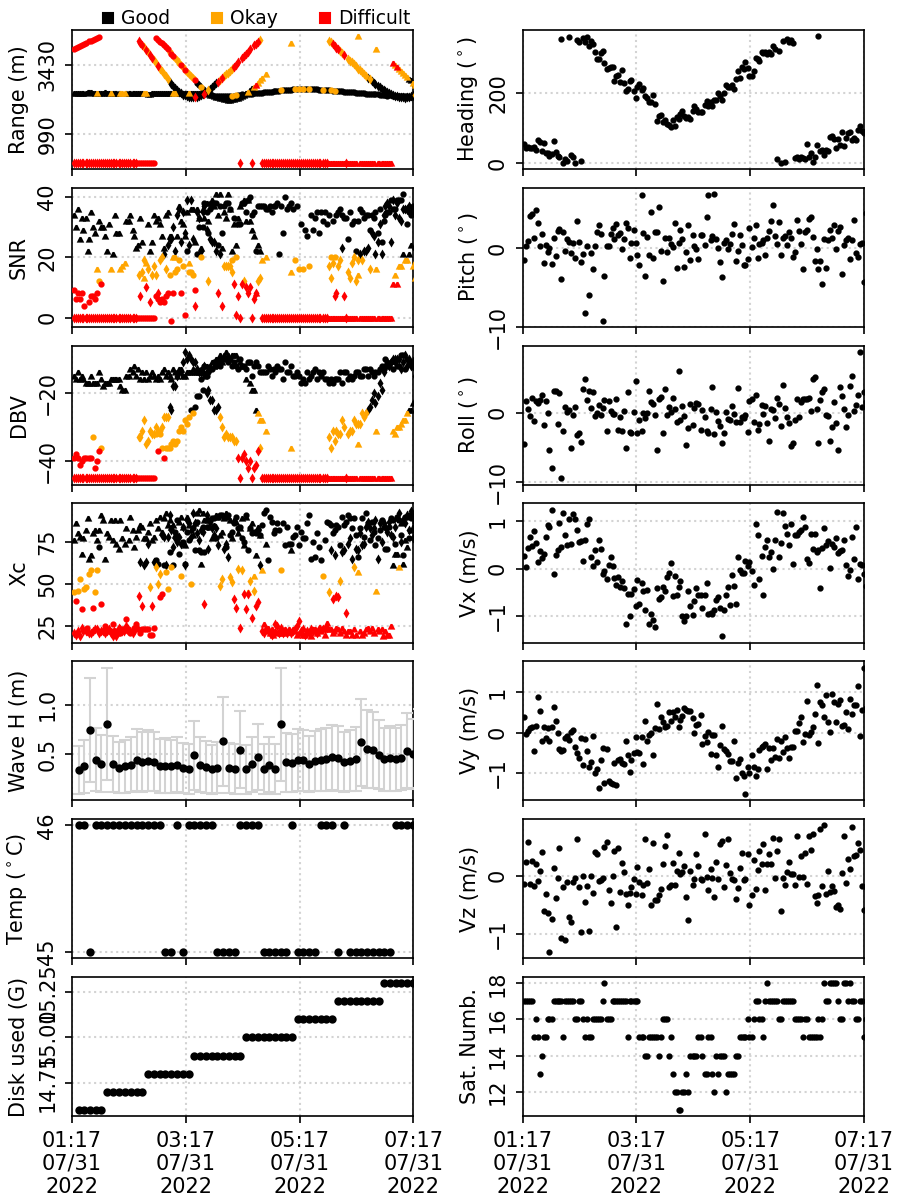 Good Okay Difficult
Range (m)
3430
990
Heading (°)
200
0
SNR
40
20
0
Pitch (°)
0
−10
DBV
−20
−40
Roll (°)
0
−10
Xc
75
50
25
Vx (m/s)
1
0
−1
Wave H (m)
1.0
0.5
Vy (m/s)
1
0
−1
Temp (°C)
46
45
Vz (m/s)
0
−1
Disk used (G)
15.25
15.00
14.75
Sat. Numb.
18
16
14
12
01:17 03:17 05:17 07:17 01:17 03:17 05:17 07:17
07/31 07/31 07/31 07/31 07/31 07/31 07/31 07/31
2022 2022 2022 2022 2022 2022 2022 2022